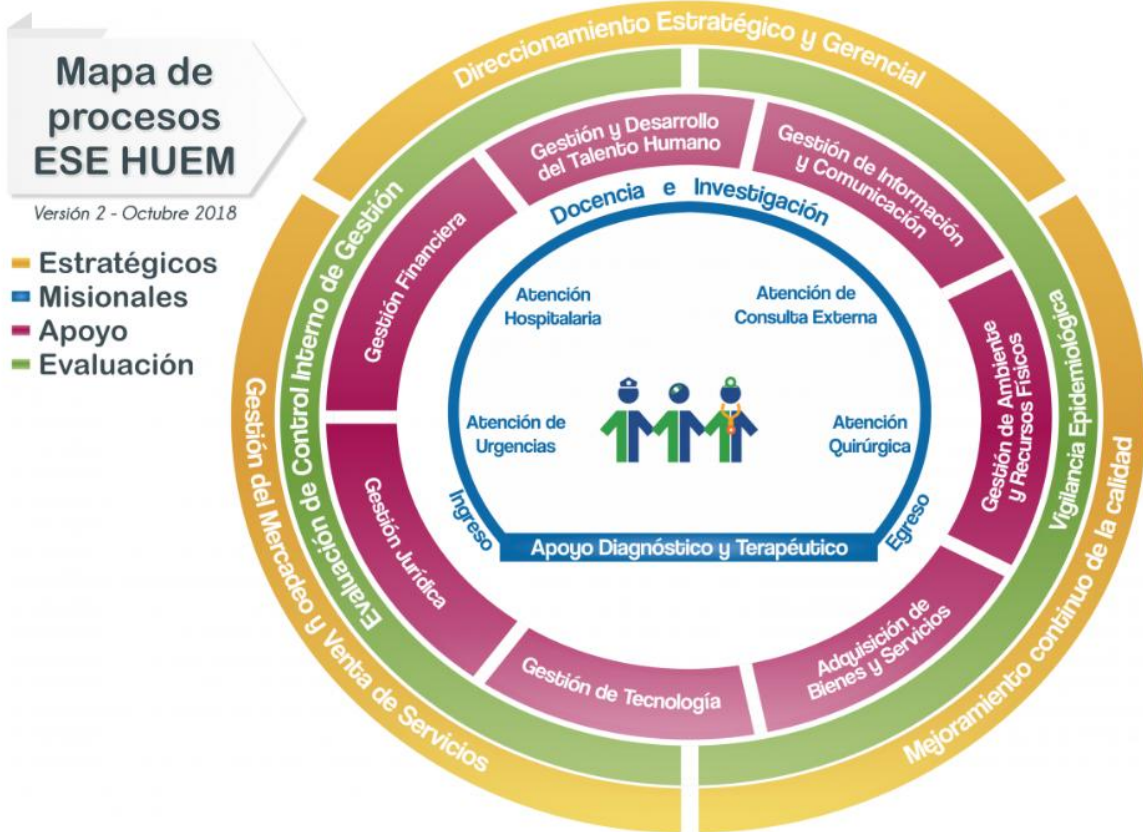 Mapa de
procesos
ESE HUEM
Versión 2 - Octubre 2018
Estratégicos
Misionales
Apoyo
Evaluación
Direccionamiento Estratégico y Gerencial
Gestión del Mercadeo y Venta de Servicios
Mejoramiento continuo de la calidad
Evaluación de Control Interno de Gestión
Vigilancia Epidemiológica
Gestión y Desarrollo
del Talento Humano
Gestión de Información
y Comunicación
Gestión Financiera
Gestión de Ambiente
y Recursos Físicos
Gestión Jurídica
Gestión de Tecnología
Adquisición de
Bienes y Servicios
Docencia e Investigación
Atención
Hospitalaria
Atención de
Consulta Externa
Atención de
Urgencias
Atención
Quirúrgica
Ingreso
Egreso
Apoyo Diagnóstico y Terapéutico